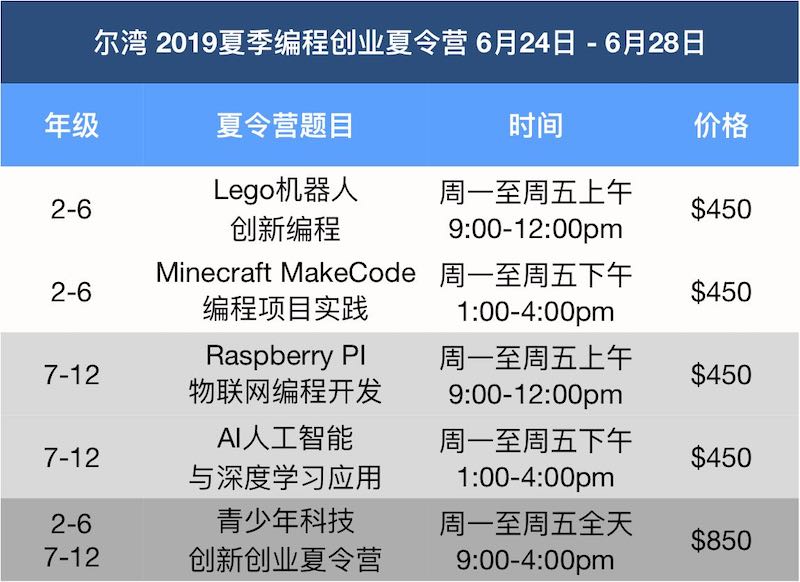 尔湾 2019夏季编程创业夏令营 6月24日 - 6月28日
年级 夏令营题目 时间 价格
2-6
Lego机器人
创新编程
周一至周五上午
9:00-12:00pm
$450
2-6
Minecraft MakeCode
编程项目实践
周一至周五下午
1:00-4:00pm
$450
7-12
Raspberry PI
物联网编程开发
周一至周五上午
9:00-12:00pm
$450
7-12
AI人工智能
与深度学习应用
周一至周五下午
1:00-4:00pm
$450
2-6
7-12
青少年科技
创新创业夏令营
周一至周五全天
9:00-4:00pm
$850